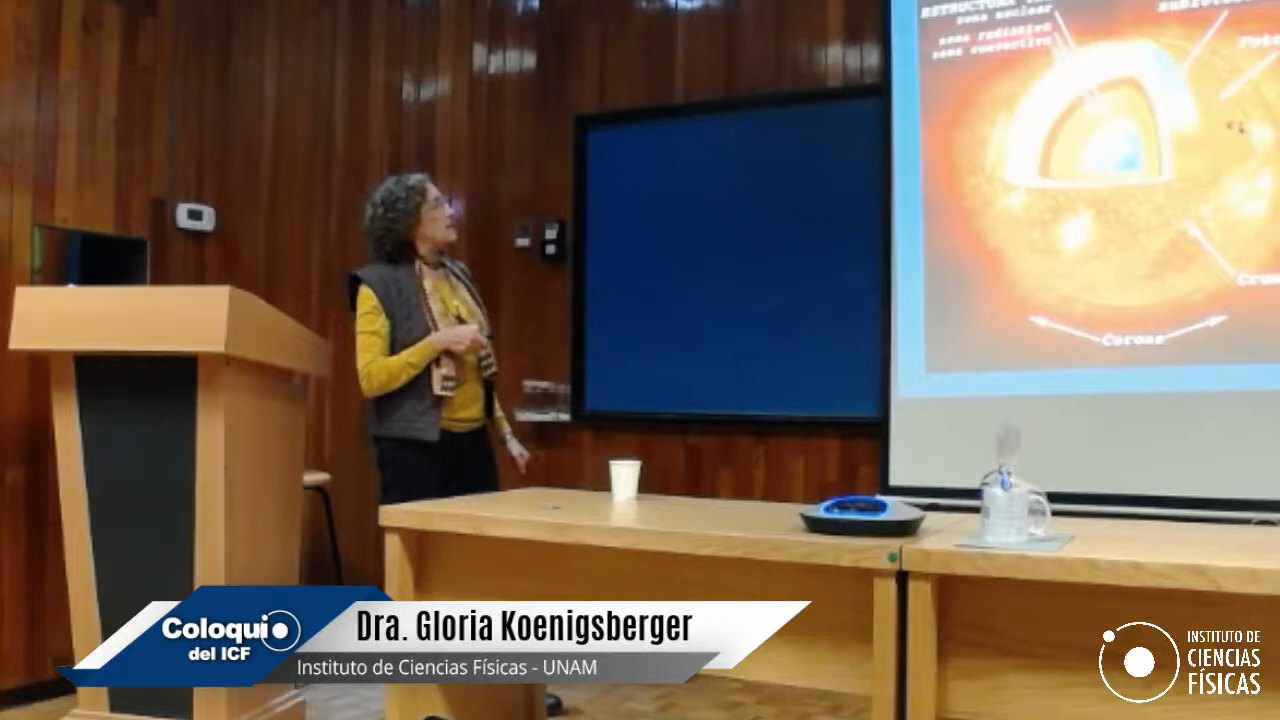 ESTRUCTURA
zona nuclear
zona radiativa
zona convectiva
Corona
Coloquio
del ICF
Dra. Gloria Koenigsberger
Instituto de Ciencias Físicas - UNAM
INSTITUTO DE
CIENCIAS
FÍSICAS